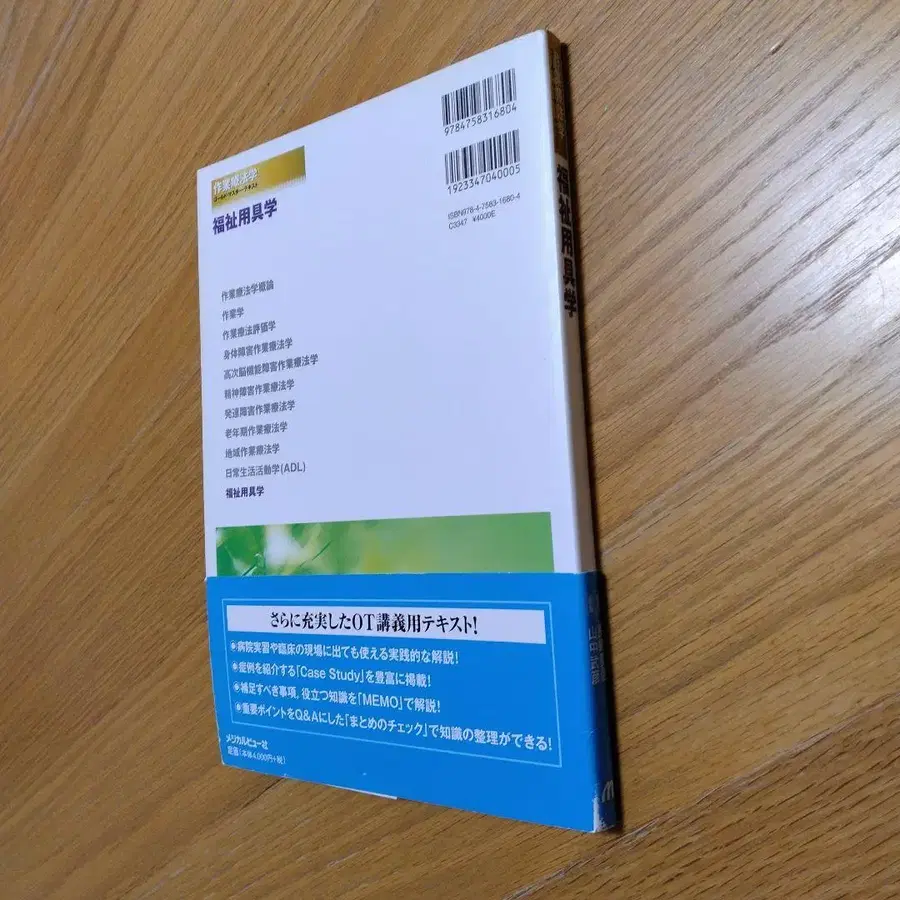 9784758316804
1923347040005
ISBN978-4-7583-1680-4
C3347 ¥4000E
作業療法学
ゴールド・マスター・テキスト
福祉用具学
作業療法学概論
作業学
作業療法評価学
身体障害作業療法学
高次脳機能障害作業療法学
精神障害作業療法学
発達障害作業療法学
老年期作業療法学
地域作業療法学
日常生活活動学(ADL)
福祉用具学
さらに充実したOT講義用テキスト!
●病院実習や臨床の現場に出ても使える実践的な解説!
●症例を紹介する「Case Study」を豊富に掲載!
●補足すべき事項,役立つ知識を「MEMO」で解説!
●重要ポイントをQ&Aにした「まとめのチェック」で知識の整理ができる!
メジカルビュー社
定価(本体4,000円+税)
福祉用具学